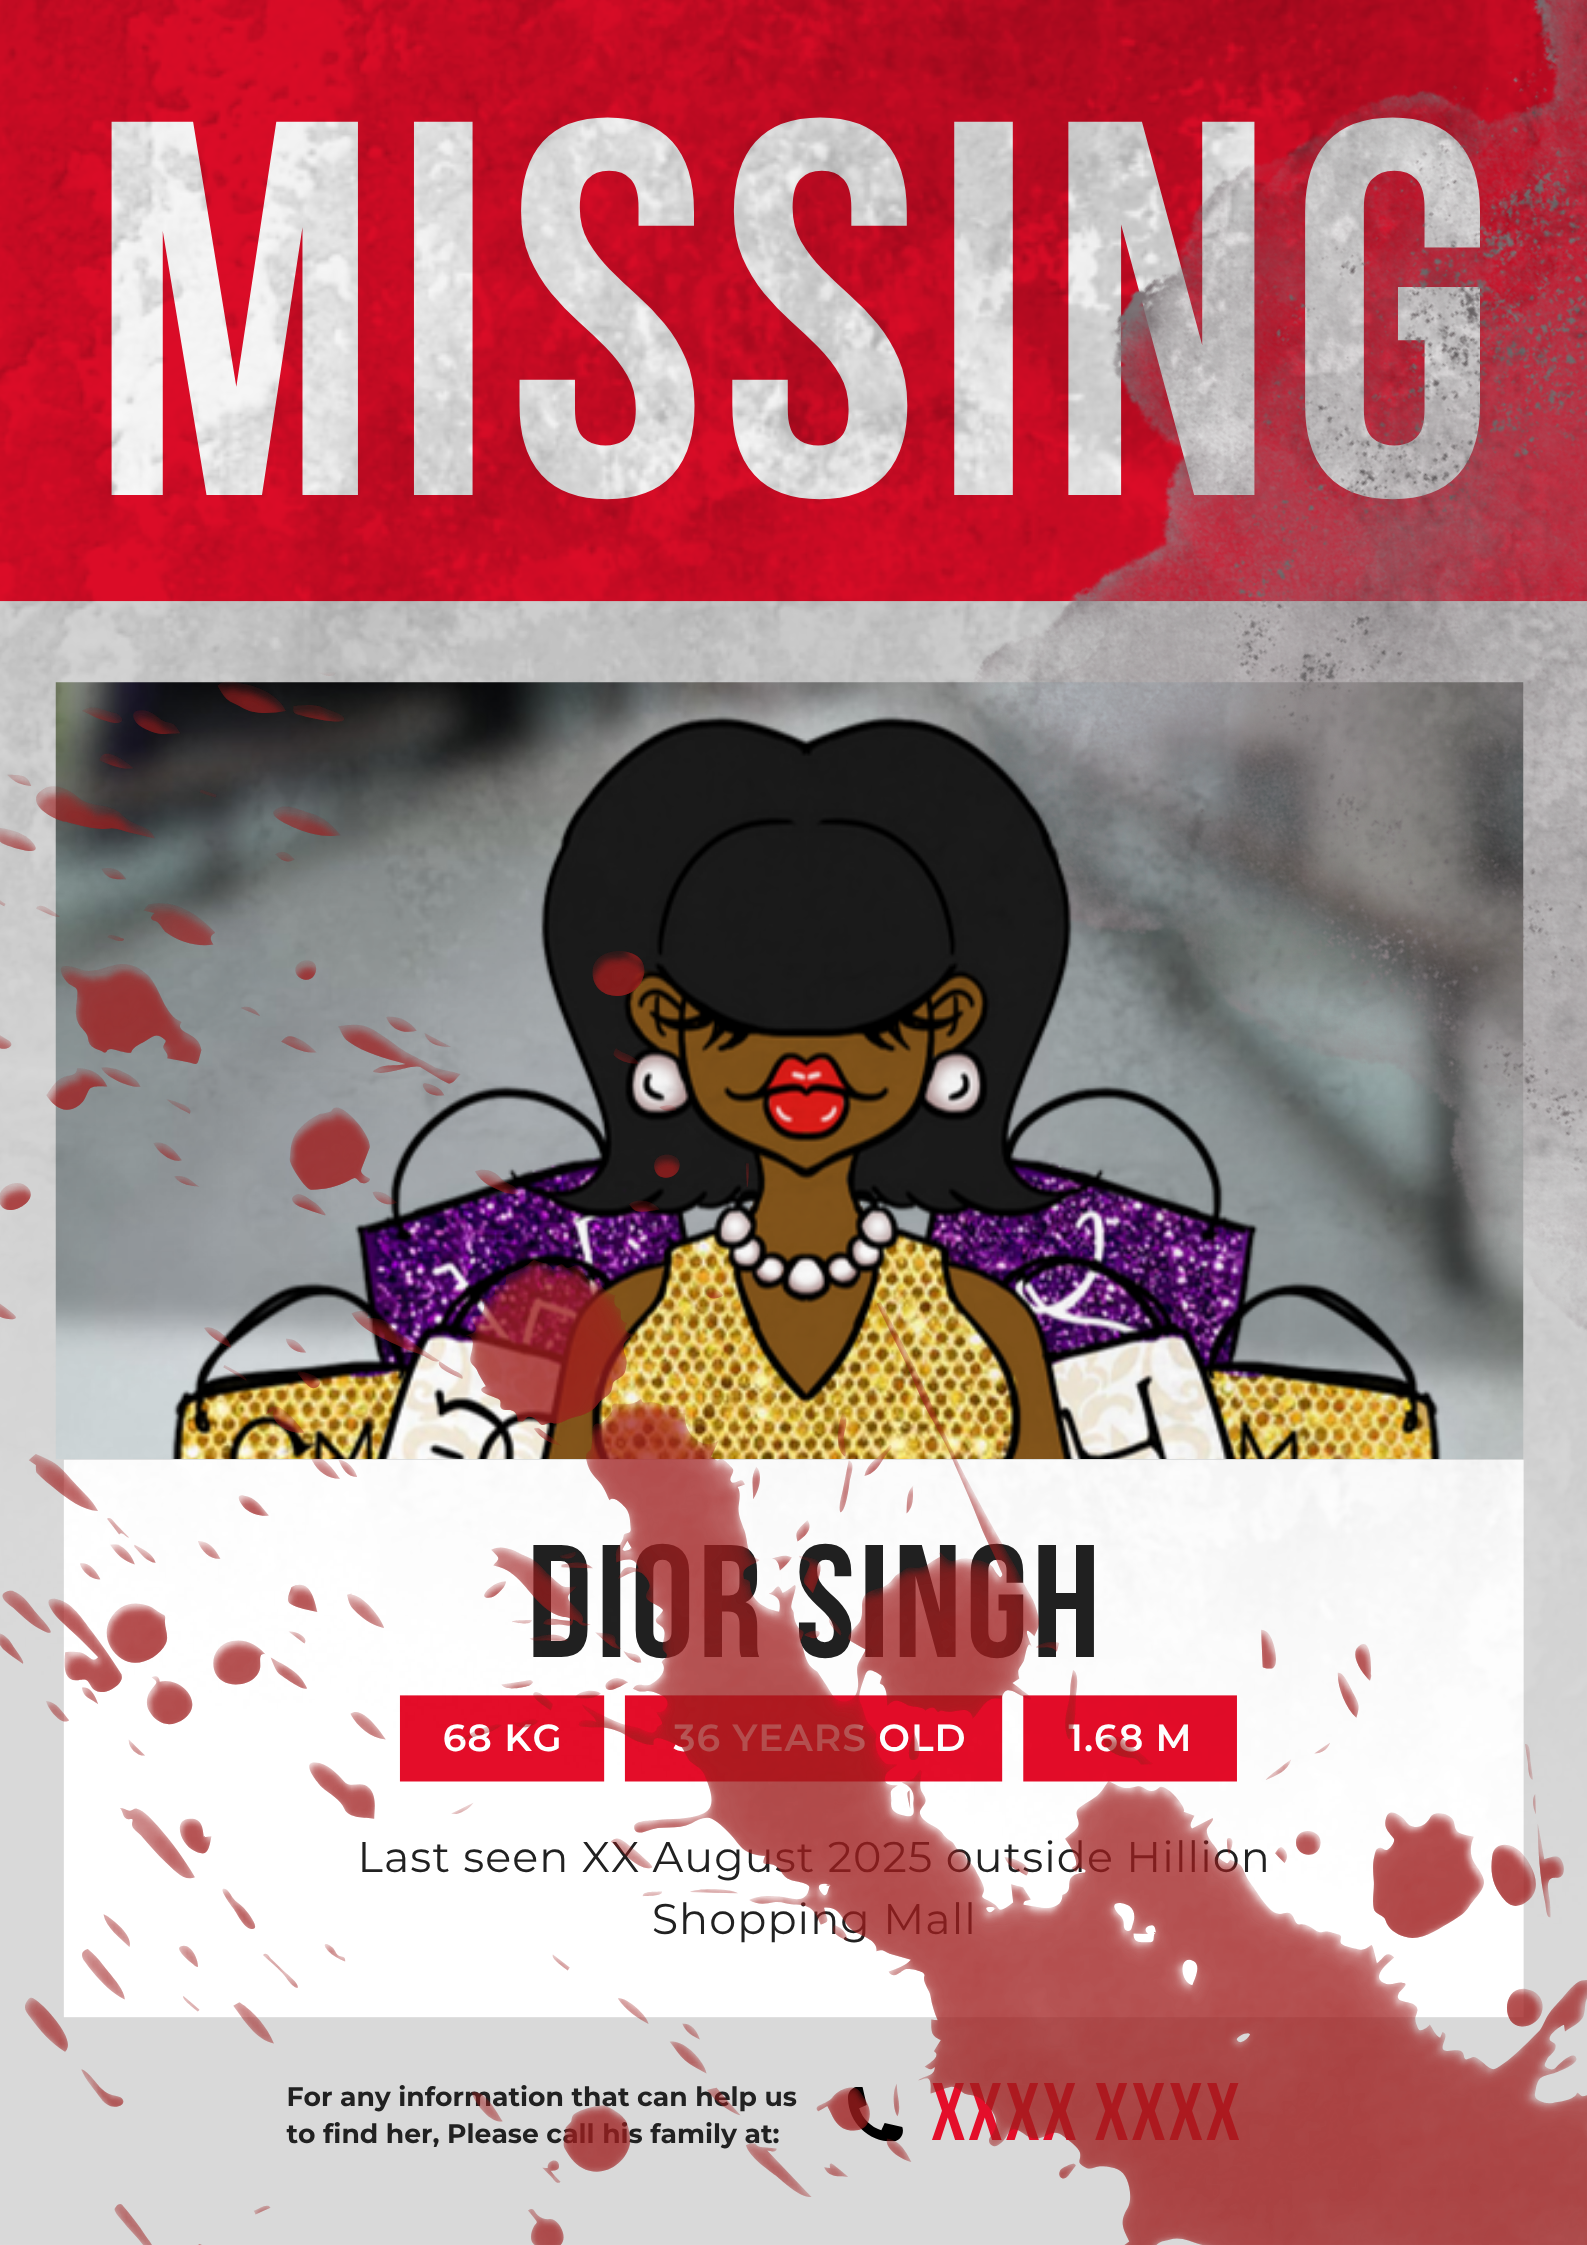 MISSING
DIOR SINGH
68 KG
36 YEARS OLD
1.68 M
Last seen XX August 2025 outside Hillion
Shopping Mall
For any information that can help us
to find her, Please call his family at:
XXXX XXXX